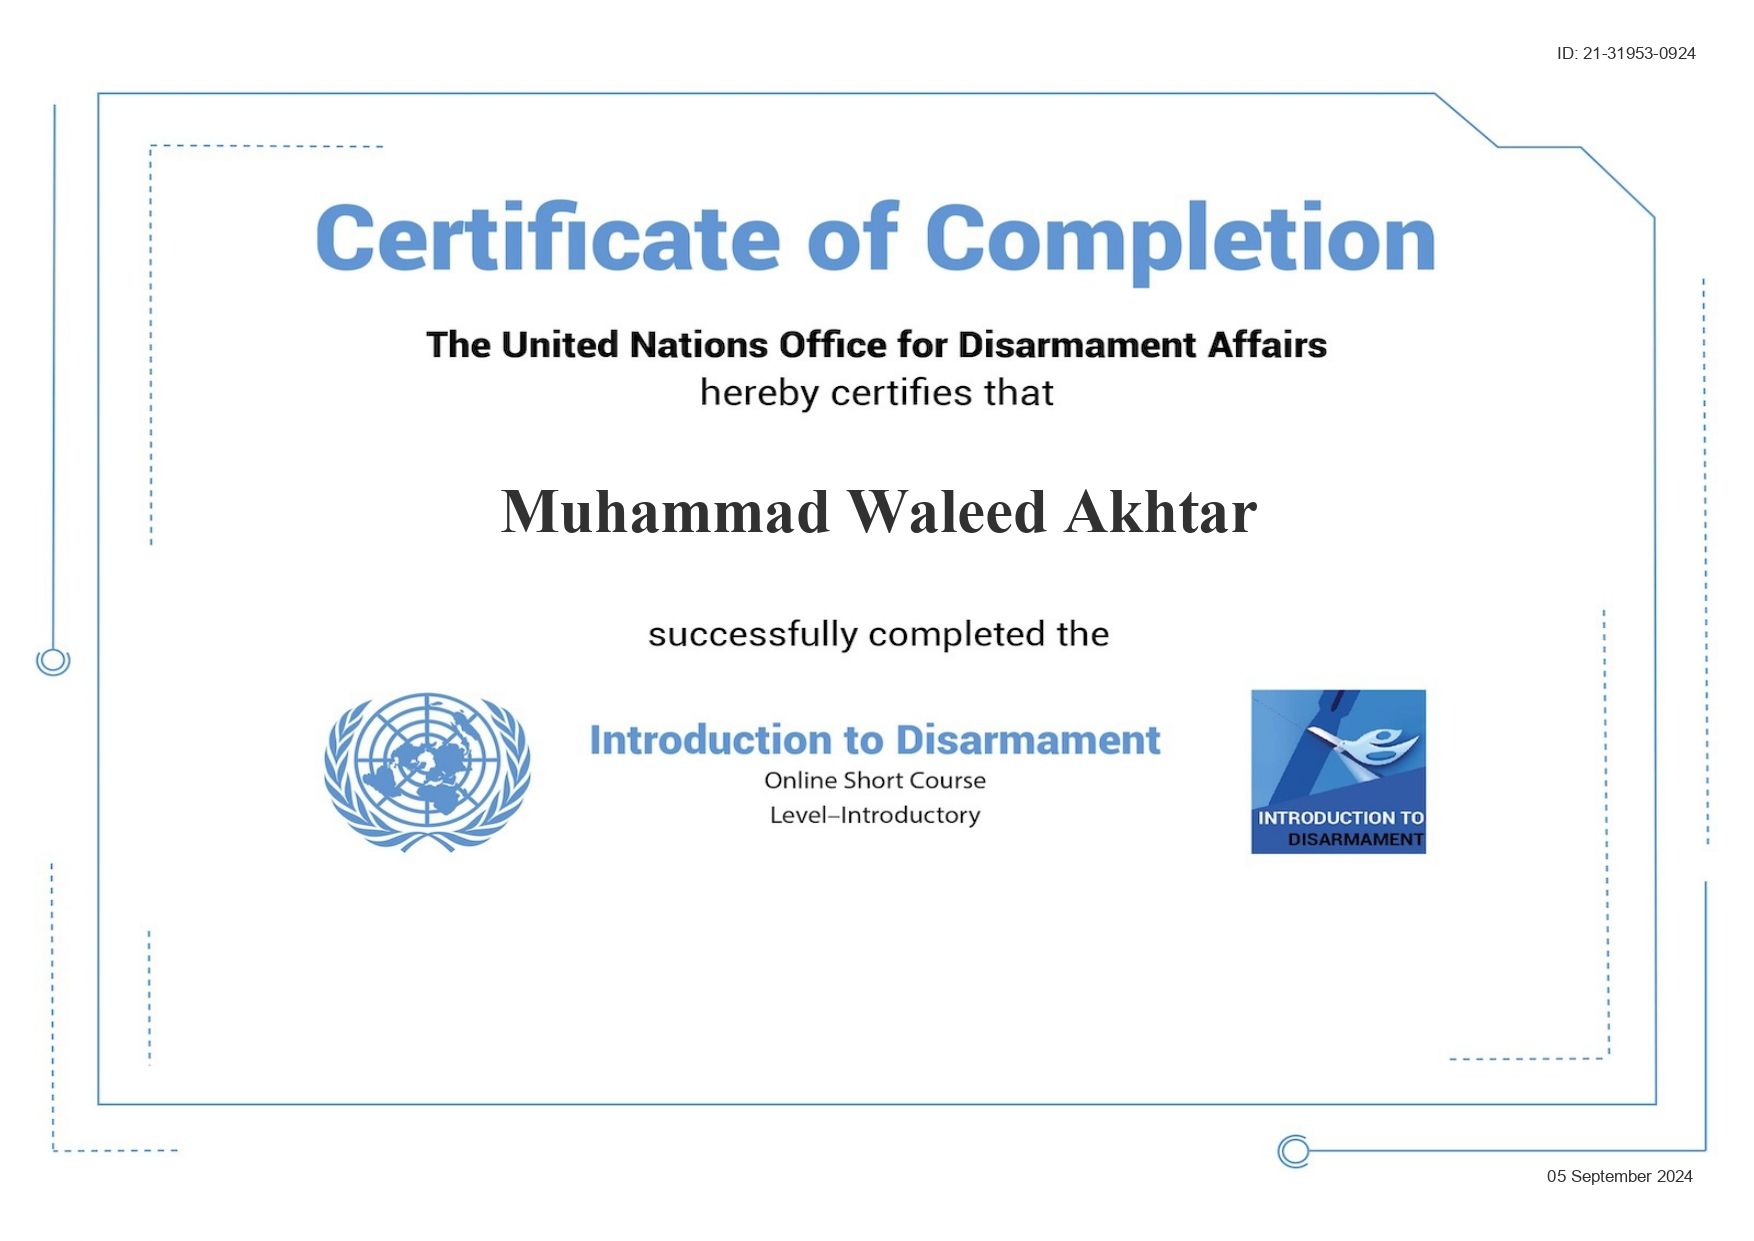 ID: 21-31953-0924
Certificate of Completion
The United Nations Office for Disarmament Affairs
hereby certifies that
Muhammad Waleed Akhtar
successfully completed the
Introduction to Disarmament
Online Short Course
Level–Introductory
INTRODUCTION TO
DISARMAMENT
05 September 2024